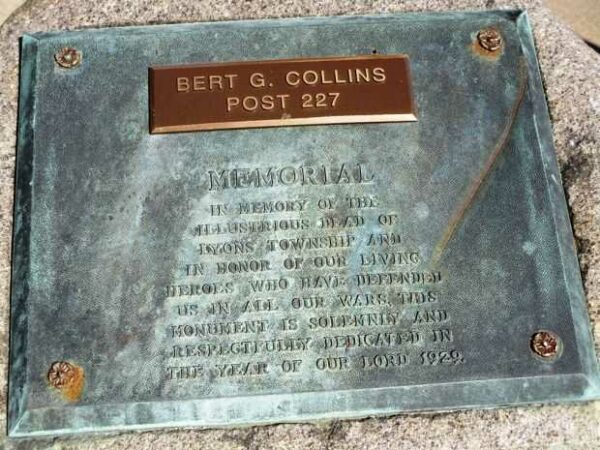 BERT G. COLLINS
POST 227
MEMORIAL
IN MEMORY OF THE
ILLUSTRIOUS DEAD OF
LYONS TOWNSHIP AND
IN HONOR OF OUR LIVING
HEROES WHO HAVE DEFENDED
US IN ALL OUR WARS, THIS
MONUMENT IS SOLEMNLY AND
RESPECTFULLY DEDICATED IN
THE YEAR OF OUR LORD 1929.